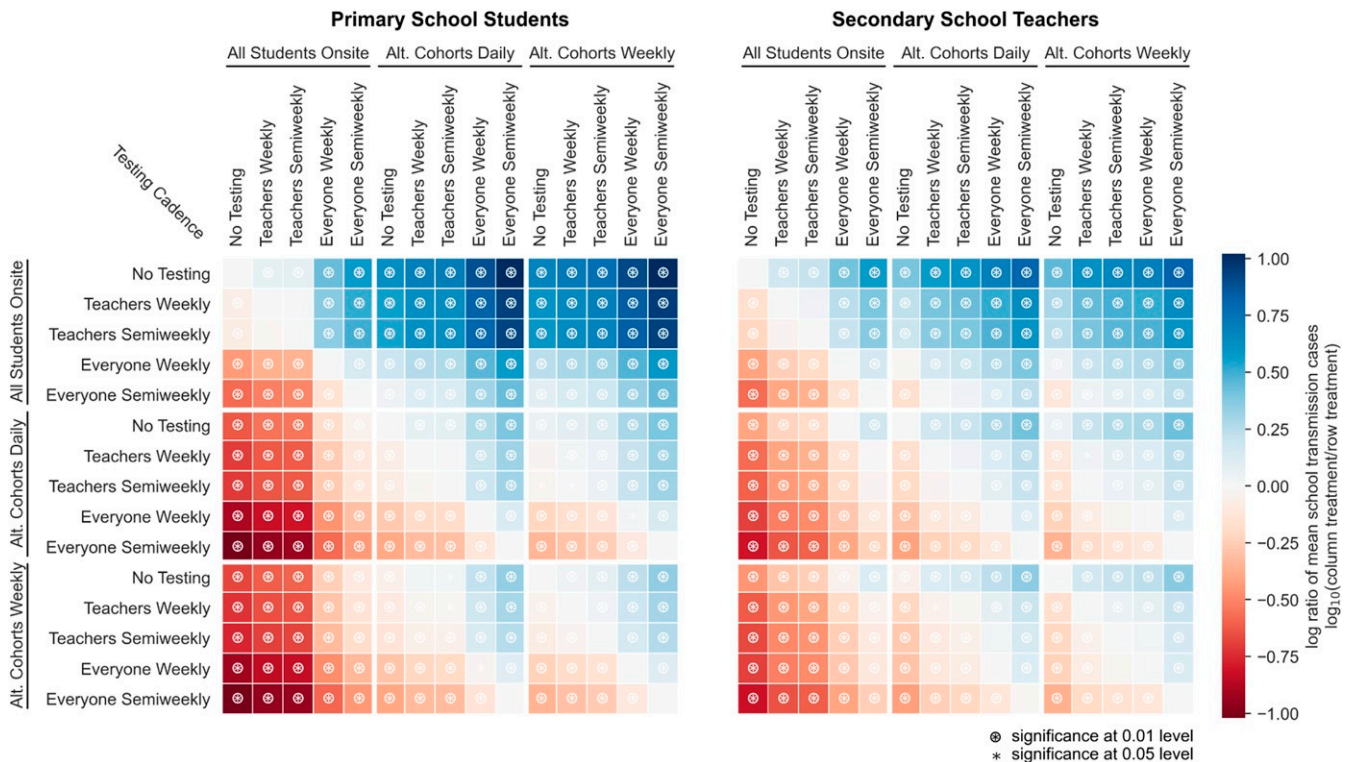 Primary School Students
Secondary School Teachers
All Students Onsite
Alt. Cohorts Daily
Alt. Cohorts Weekly
All Students Onsite
Alt. Cohorts Daily
Alt. Cohorts Weekly
Testing Cadence
No Testing
Teachers Weekly
Teachers Semiweekly
Everyone Weekly
Everyone Semiweekly
No Testing
Teachers Weekly
Teachers Semiweekly
Everyone Weekly
Everyone Semiweekly
No Testing
Teachers Weekly
Teachers Semiweekly
Everyone Weekly
Everyone Semiweekly
No Testing
Teachers Weekly
Teachers Semiweekly
Everyone Weekly
Everyone Semiweekly
No Testing
Teachers Weekly
Teachers Semiweekly
Everyone Weekly
Everyone Semiweekly
No Testing
Teachers Weekly
Teachers Semiweekly
Everyone Weekly
Everyone Semiweekly
All Students Onsite
No Testing
Teachers Weekly
Teachers Semiweekly
Everyone Weekly
Everyone Semiweekly
Alt. Cohorts Daily
No Testing
Teachers Weekly
Teachers Semiweekly
Everyone Weekly
Everyone Semiweekly
Alt. Cohorts Weekly
No Testing
Teachers Weekly
Teachers Semiweekly
Everyone Weekly
Everyone Semiweekly
1.00
0.75
0.50
0.25
0.00
−0.25
−0.50
−0.75
−1.00
log ratio of mean school transmission cases
log₁₀(column treatment/row treatment)
⊛ significance at 0.01 level
* significance at 0.05 level